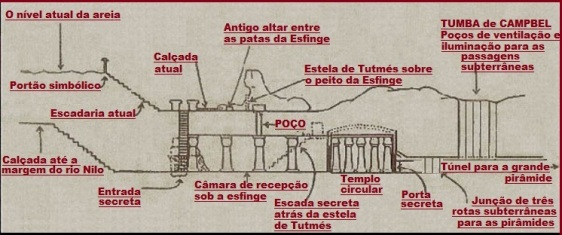 O nível atual da areia
Portão simbólico
Escadaria atual
Calçada até a
margem do rio Nilo
Entrada
secreta
Calçada
atual
Antigo altar entre
as patas da Esfinge
Estela de Tutmés sobre
o peito da Esfinge
POÇO
Câmara de recepção
sob a esfinge
Escada secreta
atrás da estela
de Tutmés
Templo
circular
Porta
secreta
TUMBA de CAMPBEL
Poços de ventilação e
iluminação para as
passagens
subterrâneas
Túnel para a grande
pirâmide
Junção de três
rotas subterrâneas
para as pirâmides